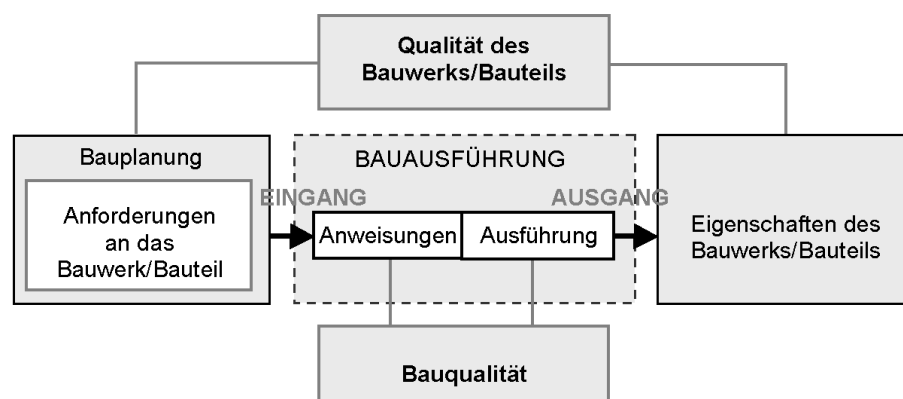 Qualität des
Bauwerks/Bauteils
Bauplanung
Anforderungen
an das
Bauwerk/Bauteil
BAUAUSFÜHRUNG
EINGANG
AUSGANG
Anweisungen
Ausführung
Eigenschaften des
Bauwerks/Bauteils
Bauqualität